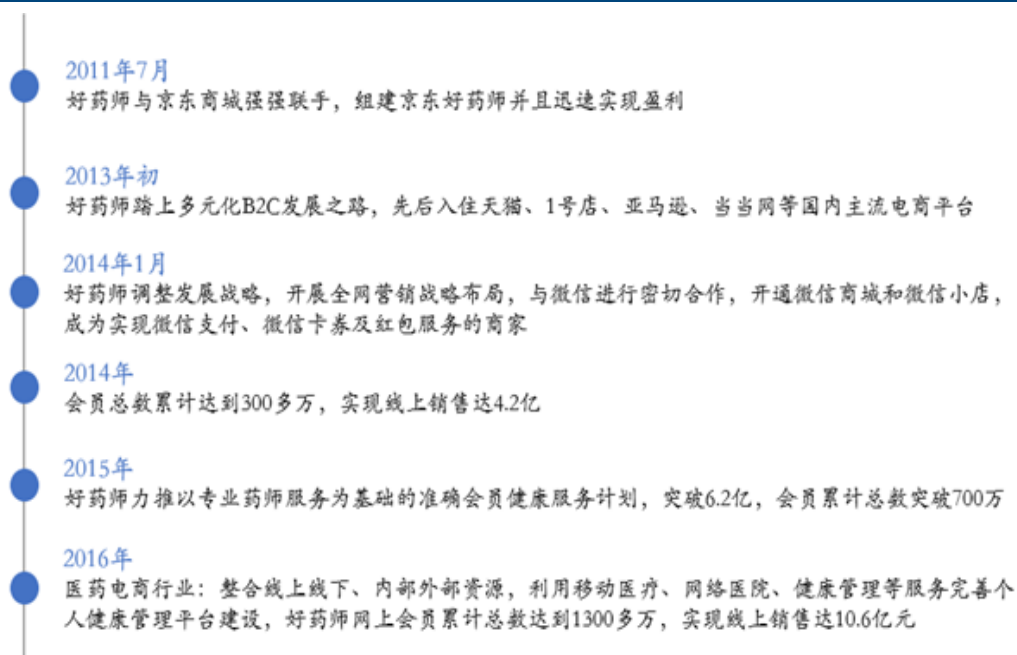 2011年7月
好药师与京东商城强强联手，组建京东好药师并且迅速实现盈利
2013年初
好药师踏上多元化B2C发展之路，先后入住天猫、1号店、亚马逊、当当网等国内主流电商平台
2014年1月
好药师调整发展战略，开展全网营销战略布局，与微信进行密切合作，开通微信商城和微信小店，
成为实现微信支付、微信卡券及红包服务的商家
2014年
会员总数累计达到300多万，实现线上销售达4.2亿
2015年
好药师力推以专业药师服务为基础的准确会员健康服务计划，突破6.2亿，会员累计总数突破700万
2016年
医药电商行业：整合线上线下、内部外部资源，利用移动医疗、网络医院、健康管理等服务完善个
人健康管理平台建设，好药师网上会员累计总数达到1300多万，实现线上销售达10.6亿元